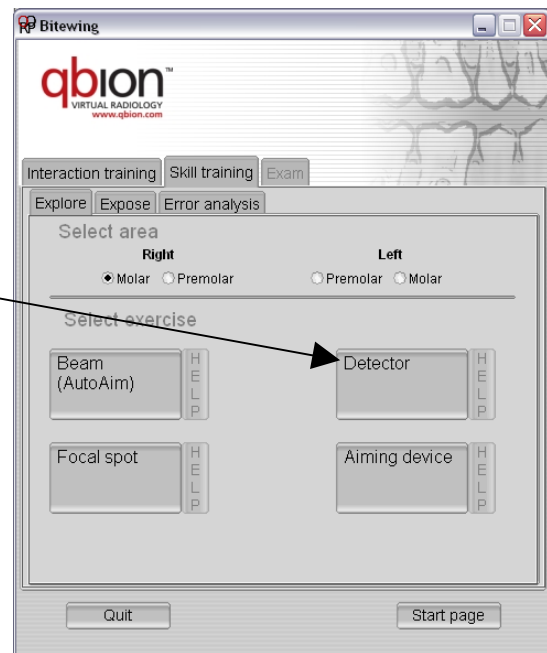 Bitewing
qbion™
VIRTUAL RADIOLOGY
www.qbion.com
Interaction training Skill training Exam
Explore Expose Error analysis
Select area
Right Left
Molar Premolar Premolar Molar
Select exercise
Beam
(AutoAim)
HELP
Detector
HELP
Focal spot
HELP
Aiming device
HELP
Quit Start page